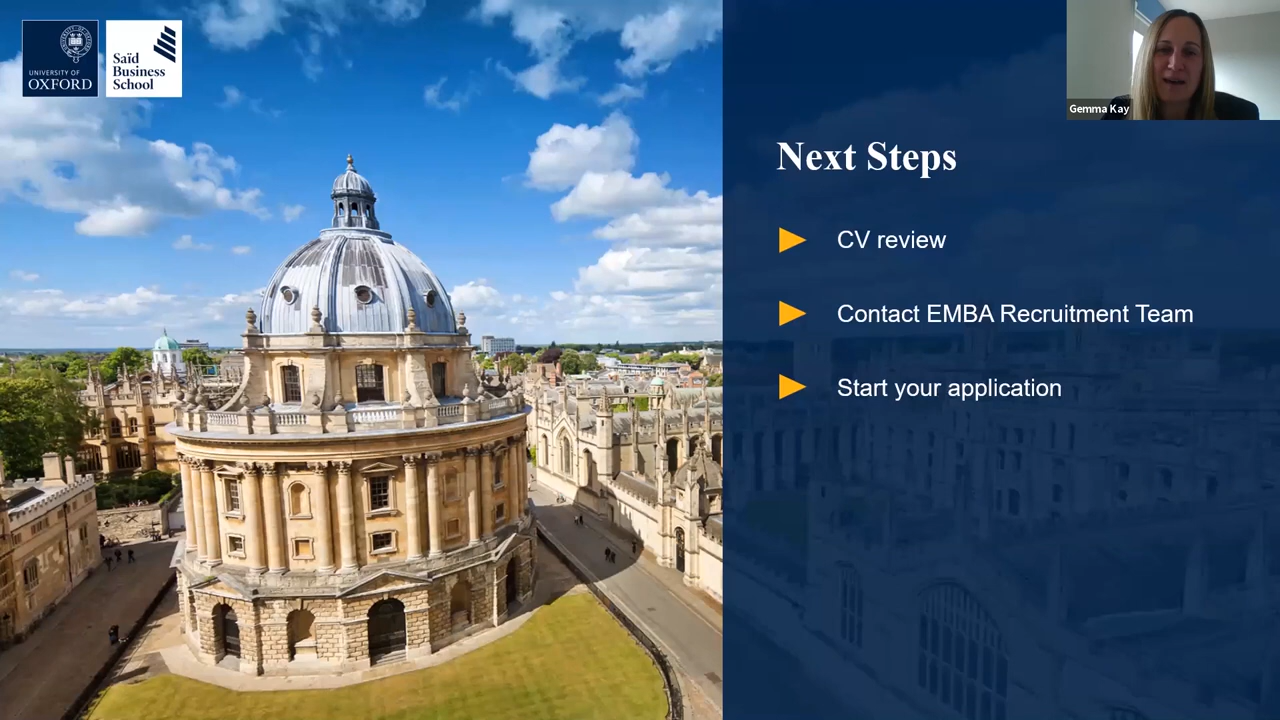 UNIVERSITY OF
OXFORD
Saïd
Business
School
Gemma Kay
Next Steps
CV review
Contact EMBA Recruitment Team
Start your application